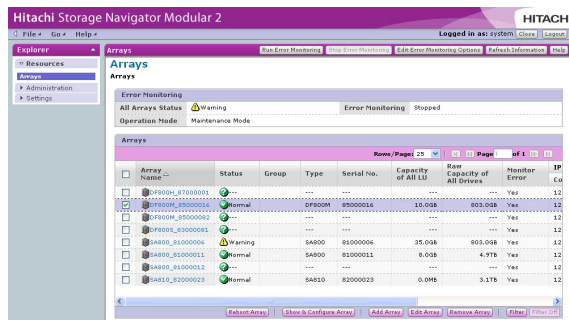 Hitachi Storage Navigator Modular 2
HITACH
File Go Help
Logged in as: system Close Logout
Explorer
Arrays
Run Error Monitoring Stop Error Monitoring Edit Error Monitoring Options Refresh Information Help
Resources
Arrays
Administration
Settings
Arrays
Arrays
Error Monitoring
All Arrays Status Warning Error Monitoring Stopped
Operation Mode Maintenance Mode
Arrays
Rows/Page: 25 Page of 1
Array Name Status Group Type Serial No. Capacity of All LU Raw Capacity of All Drives Monitor Error IP Co
DF800H_87000001 --- --- --- --- --- Yes 12
DF800M_85000016 Normal DF800M 85000016 10.0GB 803.0GB Yes 12
DF800M_85000082 --- --- --- --- --- Yes 12
DF800S_83000081 --- --- --- --- --- Yes 12
SA800_81000006 Warning SA800 81000006 35.0GB 803.0GB Yes 12
SA800_81000011 Normal SA800 81000011 8.0GB 4.9TB Yes 12
SA800_81000012 --- --- --- --- --- Yes 12
SA810_82000023 Normal SA810 82000023 0.0MB 3.1TB Yes 12
Reboot Array Show & Configure Array Add Array Edit Array Remove Array Filter Filter Off